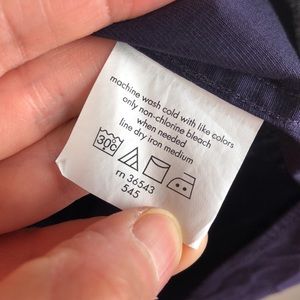 machine wash cold with like colors
only non-chlorine bleach
when needed
line dry iron medium
30°C
rn 36543
545